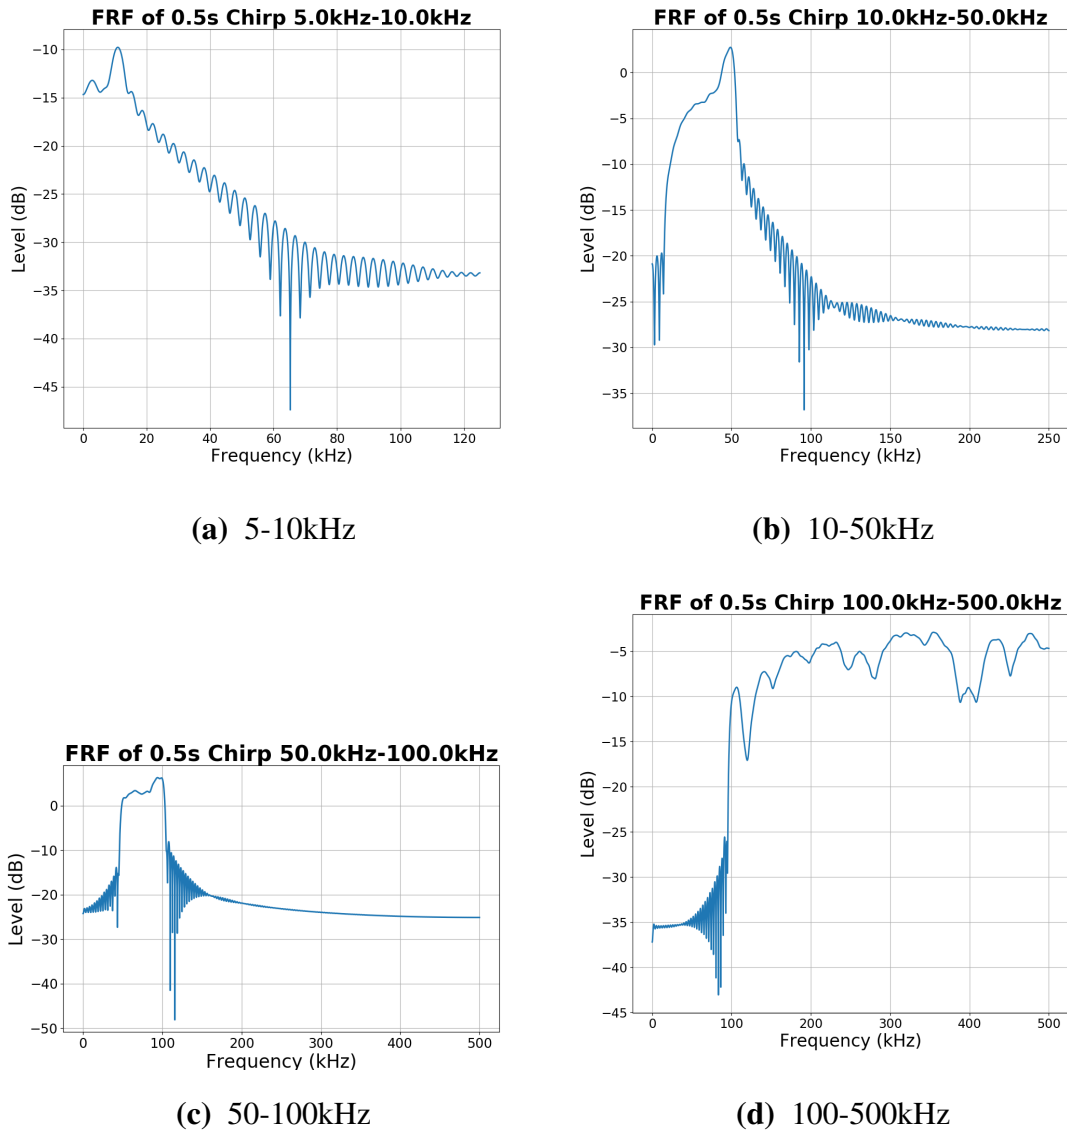 FRF of 0.5s Chirp 5.0kHz-10.0kHz
−10
−15
−20
−25
−30
−35
−40
−45
Level (dB)
0 20 40 60 80 100 120
Frequency (kHz)
(a) 5-10kHz
FRF of 0.5s Chirp 10.0kHz-50.0kHz
0
−5
−10
−15
−20
−25
−30
−35
Level (dB)
0 50 100 150 200 250
Frequency (kHz)
(b) 10-50kHz
FRF of 0.5s Chirp 50.0kHz-100.0kHz
0
−10
−20
−30
−40
−50
Level (dB)
0 100 200 300 400 500
Frequency (kHz)
(c) 50-100kHz
FRF of 0.5s Chirp 100.0kHz-500.0kHz
−5
−10
−15
−20
−25
−30
−35
−40
−45
Level (dB)
0 100 200 300 400 500
Frequency (kHz)
(d) 100-500kHz